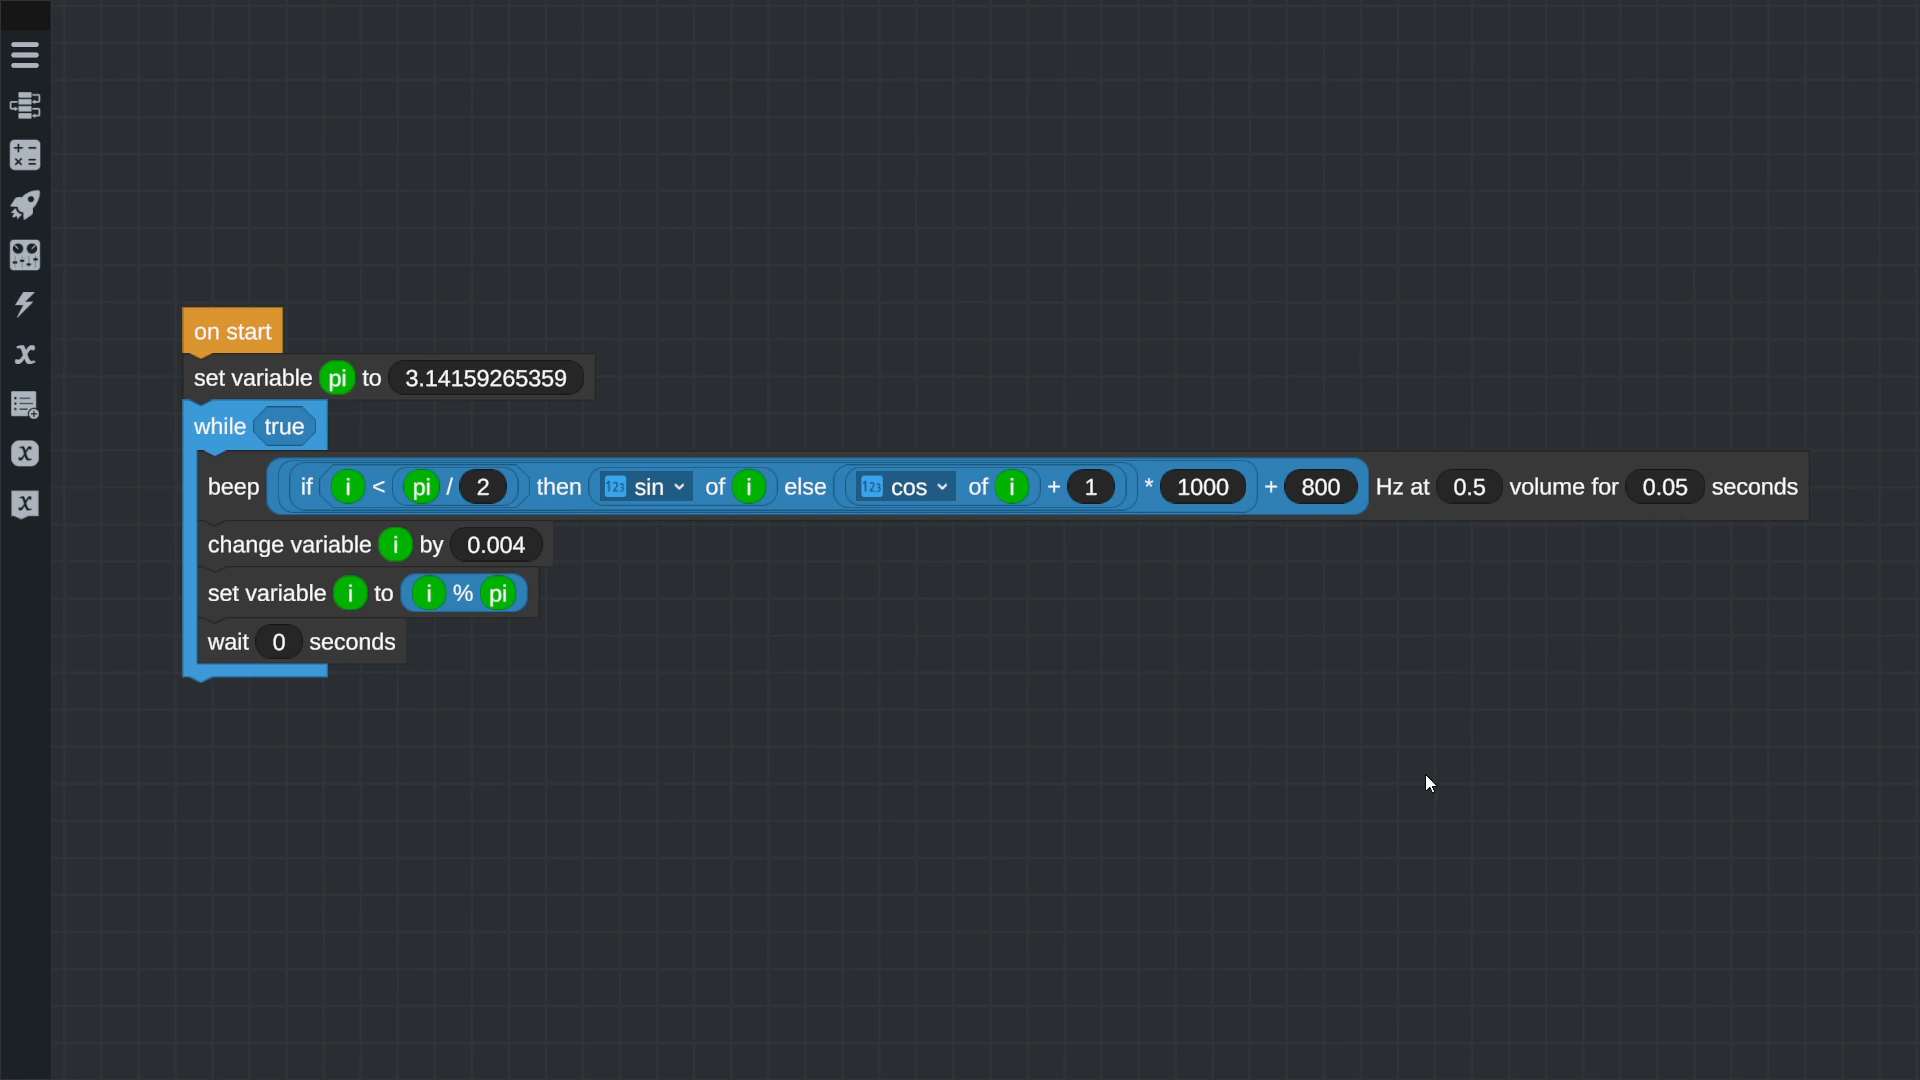 on start
set variable pi to 3.14159265359
while true
beep if i < pi / 2 then 123 sin of i else 123 cos of i + 1 * 1000 + 800 Hz at 0.5 volume for 0.05 seconds
change variable i by 0.004
set variable i to i % pi
wait 0 seconds